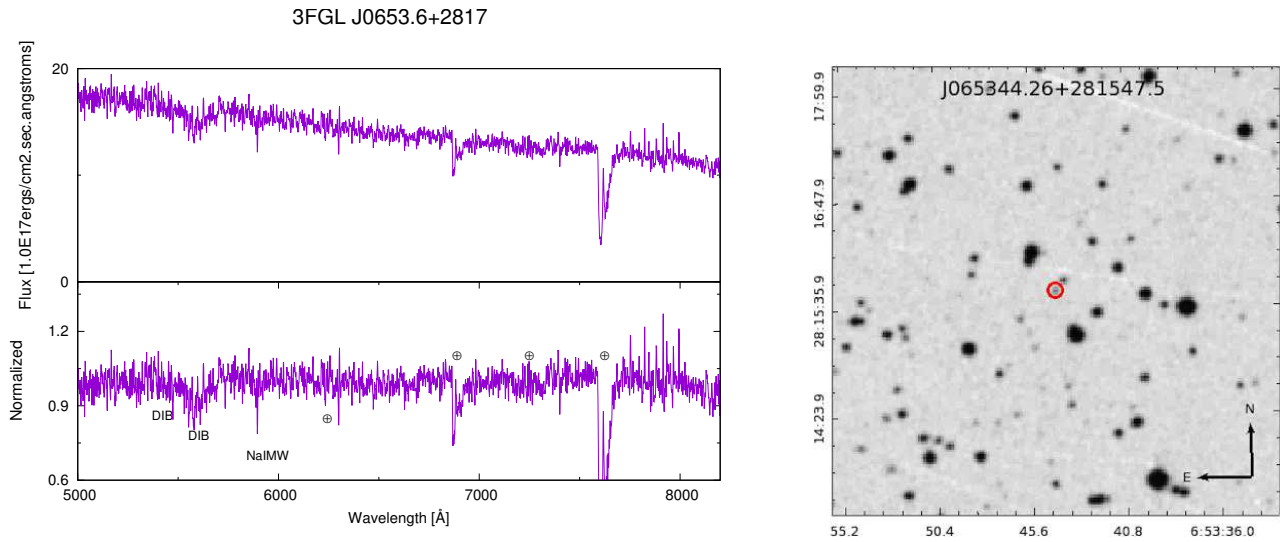 3FGL J0653.6+2817
Flux [1.0E17ergs/cm2.sec.angstroms]
20
10
0
Normalized
1.2
0.9
0.6
⊕ ⊕ ⊕
DIB
⊕
DIB
NaIMW
5000 6000 7000 8000
Wavelength [Å]
J065344.26+281547.5
17:59.9
16:47.9
28:15:35.9
14:23.9
N
E
55.2 50.4 45.6 40.8 6:53:36.0